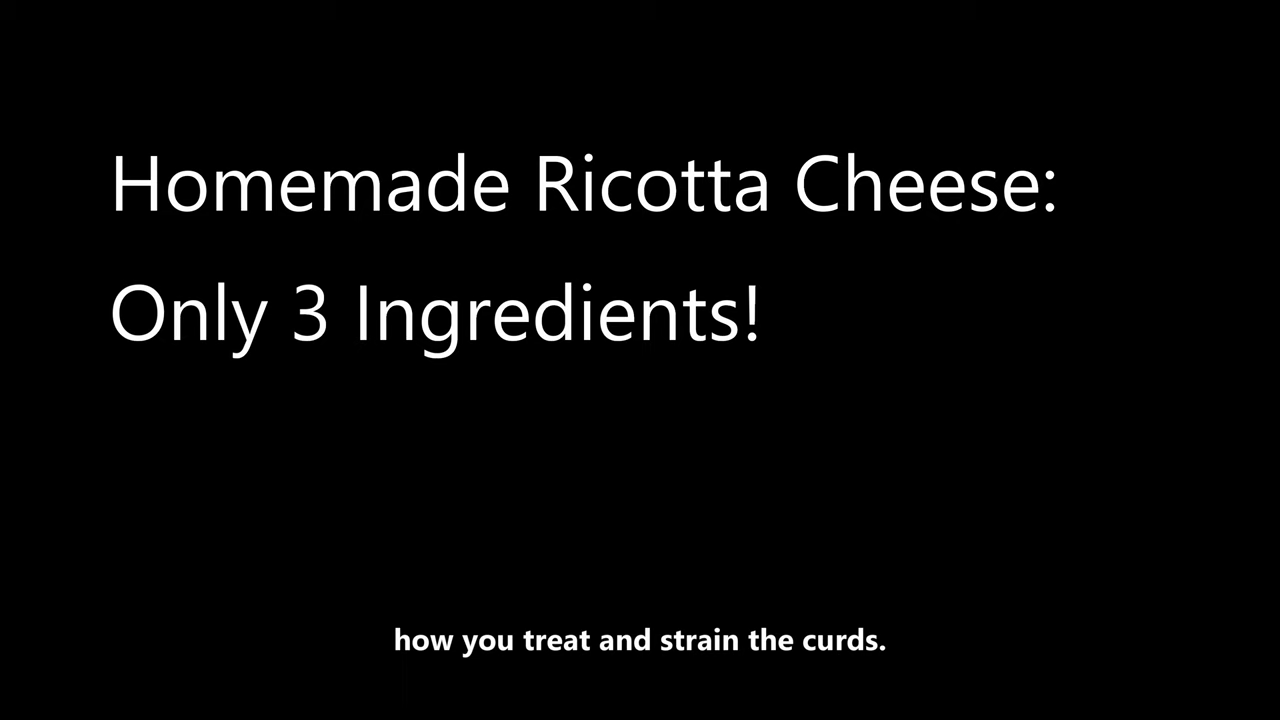 Homemade Ricotta Cheese:
Only 3 Ingredients!
how you treat and strain the curds.